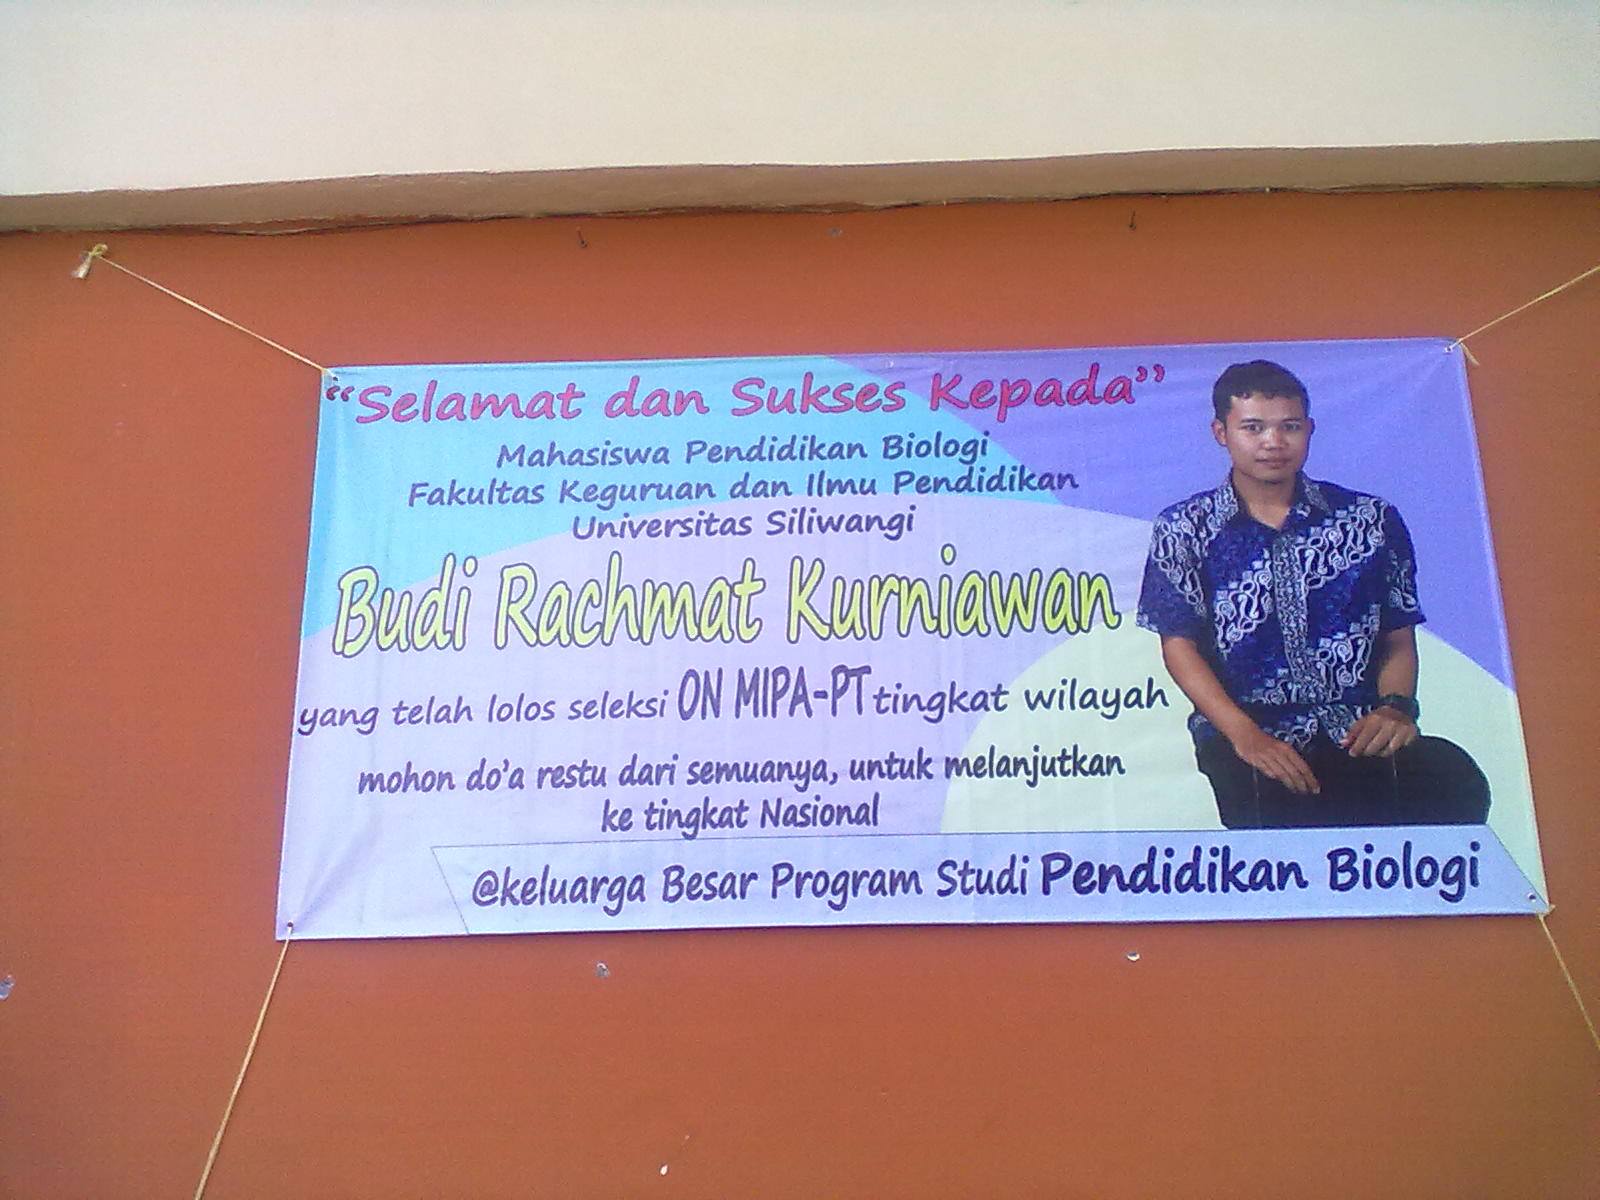 “Selamat dan Sukses Kepada”
Mahasiswa Pendidikan Biologi
Fakultas Keguruan dan Ilmu Pendidikan
Universitas Siliwangi
Budi Rachmat Kurniawan
yang telah lolos seleksi ON MIPA-PT tingkat wilayah
mohon do’a restu dari semuanya, untuk melanjutkan
ke tingkat Nasional
@keluarga Besar Program Studi Pendidikan Biologi